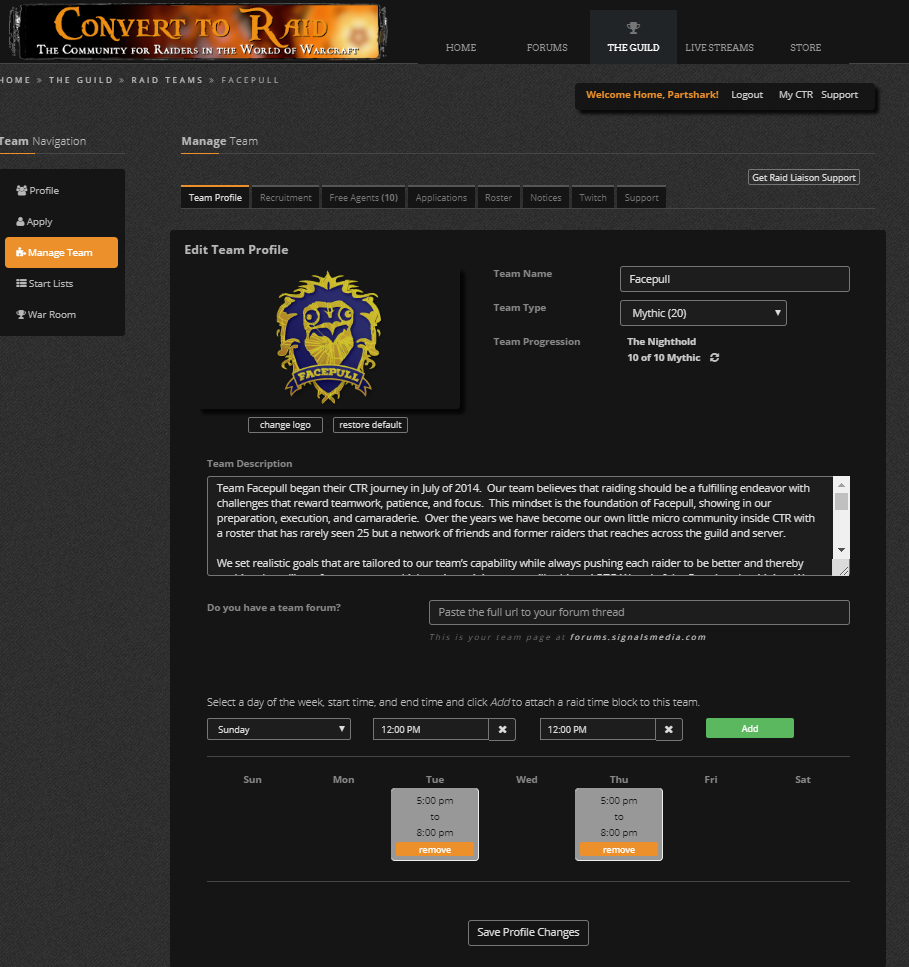 CONVERT TO RAID
THE COMMUNITY FOR RAIDERS IN THE WORLD OF WARCRAFT
HOME
FORUMS
THE GUILD
LIVE STREAMS
STORE
HOME » THE GUILD » RAID TEAMS » FACEPULL
Welcome Home, Partshark! Logout My CTR Support
Team Navigation
Profile
Apply
Manage Team
Start Lists
War Room
Manage Team
Get Raid Liaison Support
Team Profile
Recruitment
Free Agents (10)
Applications
Roster
Notices
Twitch
Support
Edit Team Profile
FACEPULL
change logo
restore default
Team Name
Facepull
Team Type
Mythic (20)
Team Progression
The Nighthold
10 of 10 Mythic
Team Description
Team Facepull began their CTR journey in July of 2014. Our team believes that raiding should be a fulfilling endeavor with
challenges that reward teamwork, patience, and focus. This mindset is the foundation of Facepull, showing in our
preparation, execution, and camaraderie. Over the years we have become our own little micro community inside CTR with
a roster that has rarely seen 25 but a network of friends and former raiders that reaches across the guild and server.
We set realistic goals that are tailored to our team's capability while always pushing each raider to be better and thereby
Do you have a team forum?
Paste the full url to your forum thread
This is your team page at forums.signalsmedia.com
Select a day of the week, start time, and end time and click Add to attach a raid time block to this team.
Sunday
12:00 PM
12:00 PM
Add
Sun Mon Tue Wed Thu Fri Sat
5:00 pm
to
8:00 pm
remove
5:00 pm
to
8:00 pm
remove
Save Profile Changes